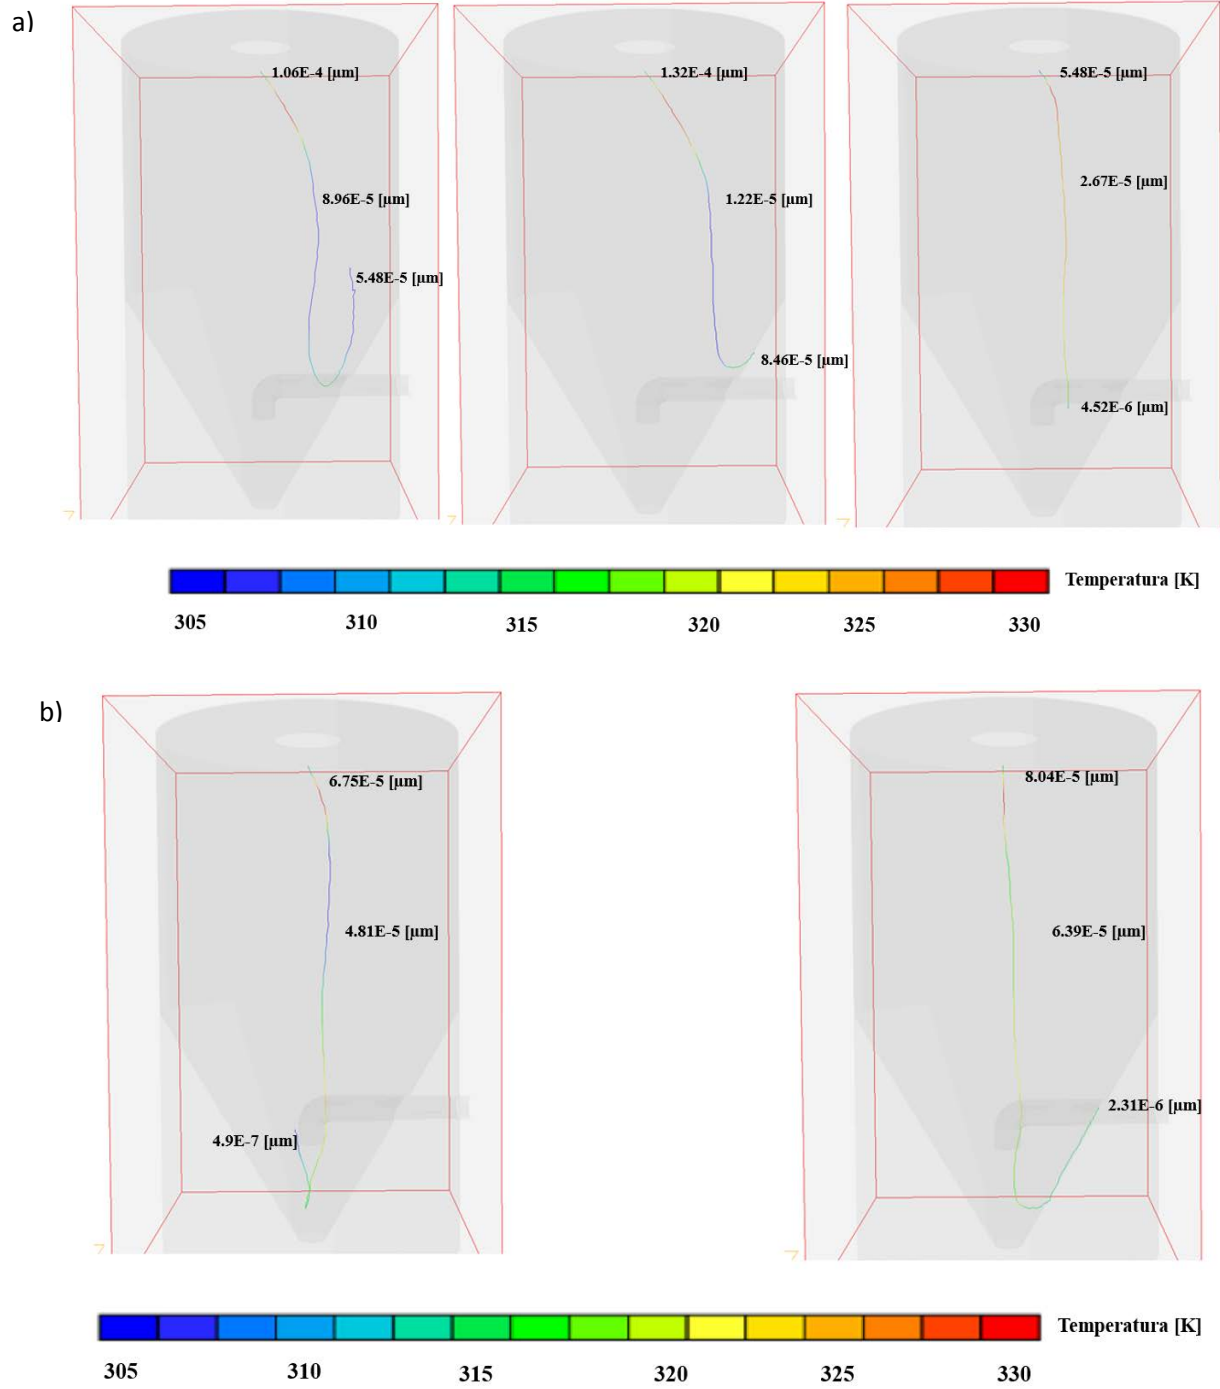 a)
1.06E-4 [µm]
1.32E-4 [µm]
5.48E-5 [µm]
8.96E-5 [µm]
1.22E-5 [µm]
2.67E-5 [µm]
5.48E-5 [µm]
8.46E-5 [µm]
4.52E-6 [µm]
Temperatura [K]
305 310 315 320 325 330
b)
6.75E-5 [µm]
8.04E-5 [µm]
4.81E-5 [µm]
6.39E-5 [µm]
4.9E-7 [µm]
2.31E-6 [µm]
Temperatura [K]
305 310 315 320 325 330